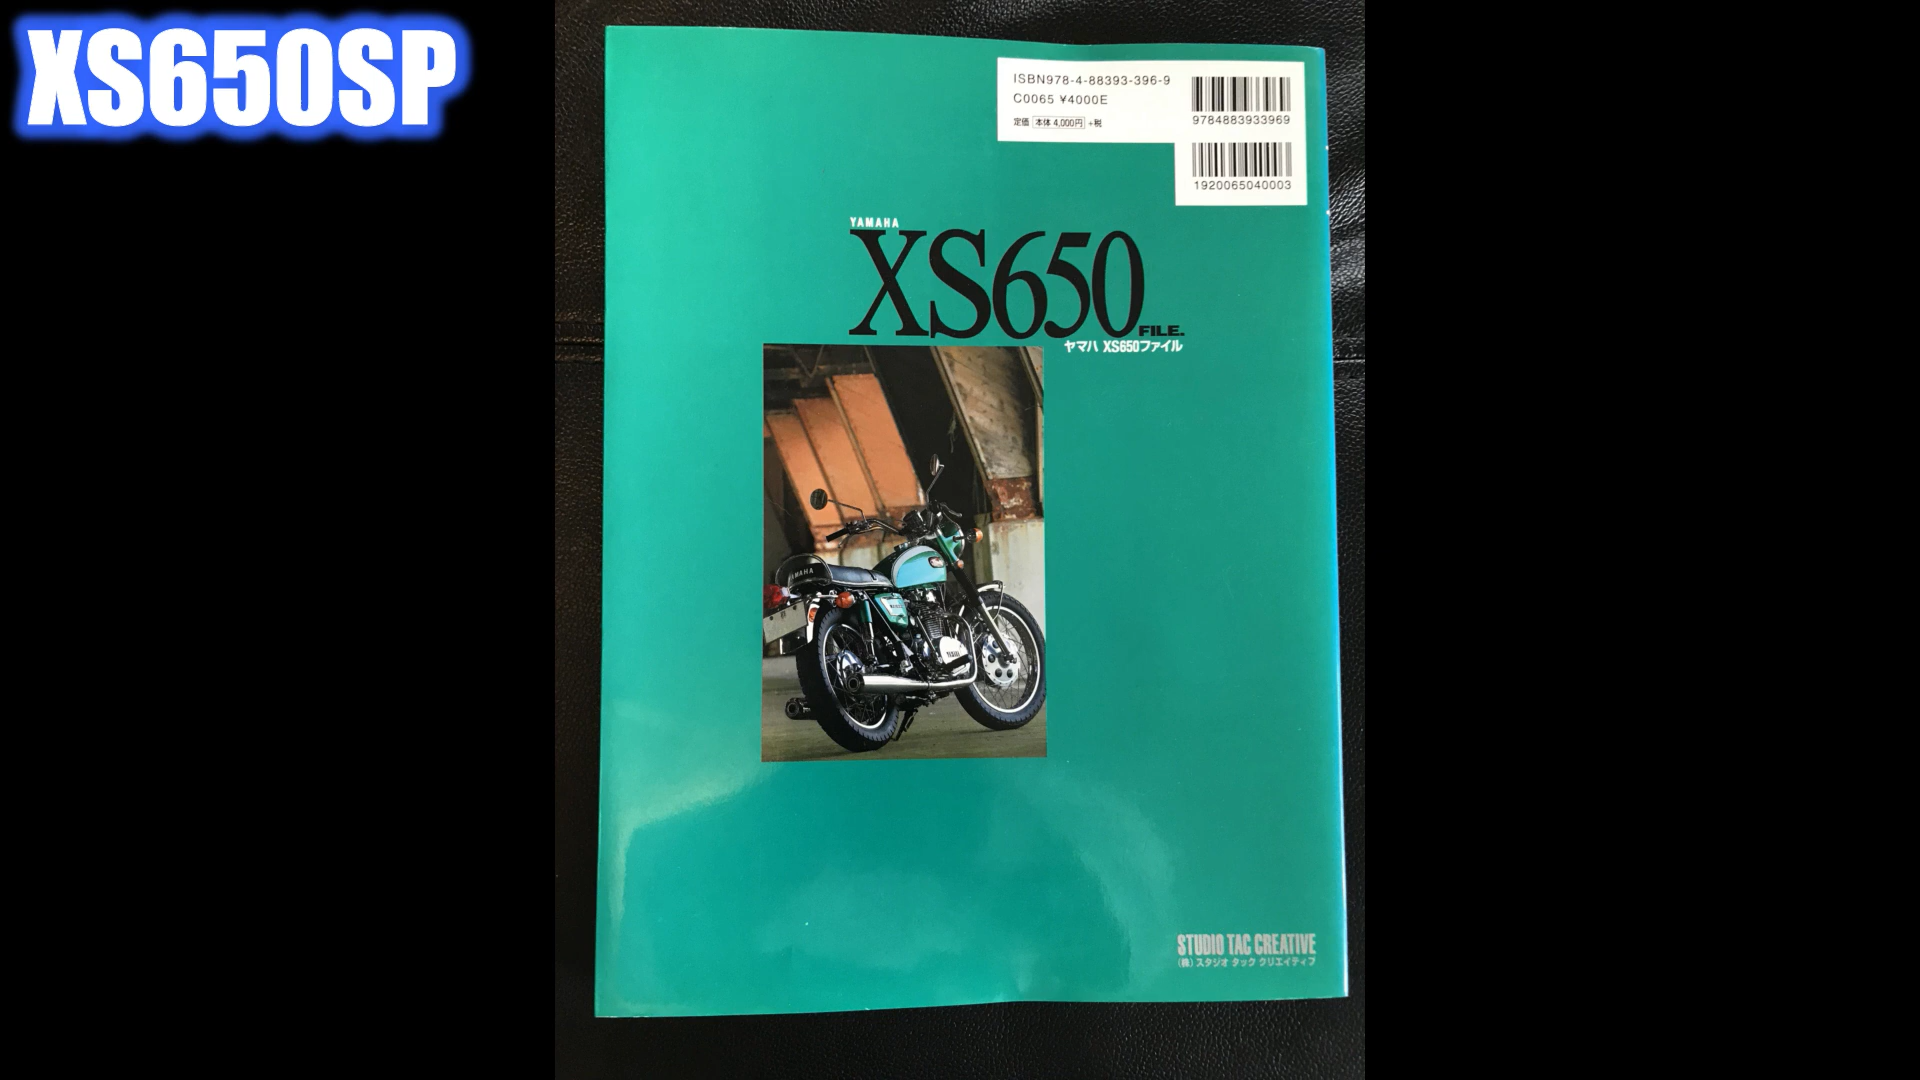 XS650SP
ISBN978-4-88393-396-9
C0065 ¥4000E
定価 本体 4,000円 +税
9784883933969
1920065040003
YAMAHA
XS650
FILE.
ヤマハ XS650ファイル
YAMAHA
YAMAHA
STUDIO TAC CREATIVE
(株)スタジオ タック クリエイティブ